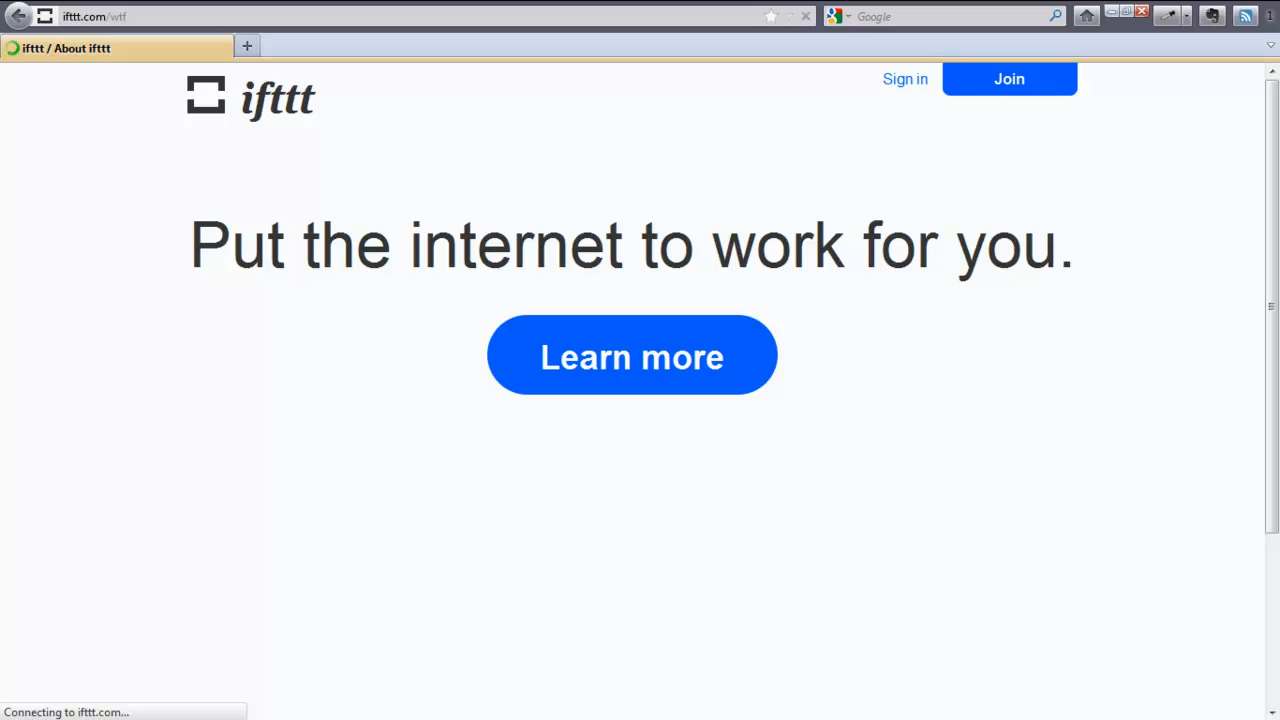 ifttt.com/wtf
Google
1
ifttt / About ifttt
ifttt
Sign in
Join
Put the internet to work for you.
Learn more
Connecting to ifttt.com...